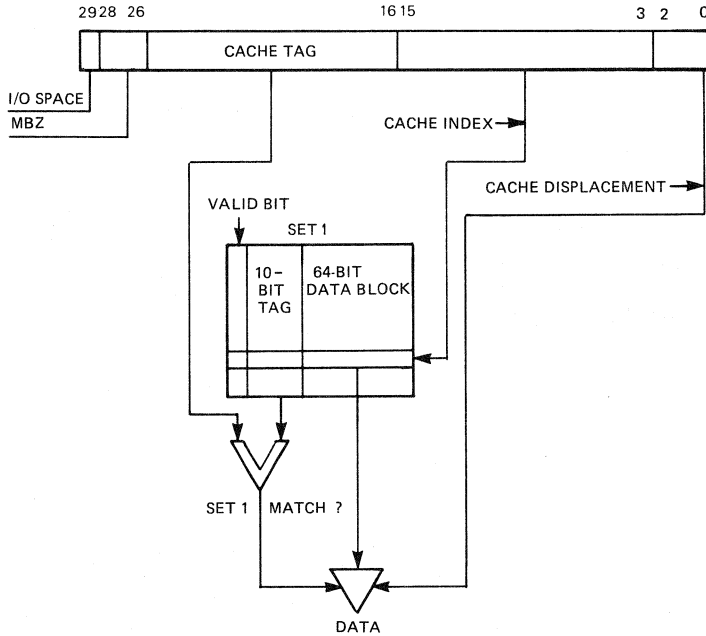 29 28 26 16 15 3 2 0
CACHE TAG
I/O SPACE
MBZ
CACHE INDEX
CACHE DISPLACEMENT
VALID BIT
SET 1
10-
BIT
TAG
64-BIT
DATA BLOCK
SET 1 MATCH ?
DATA